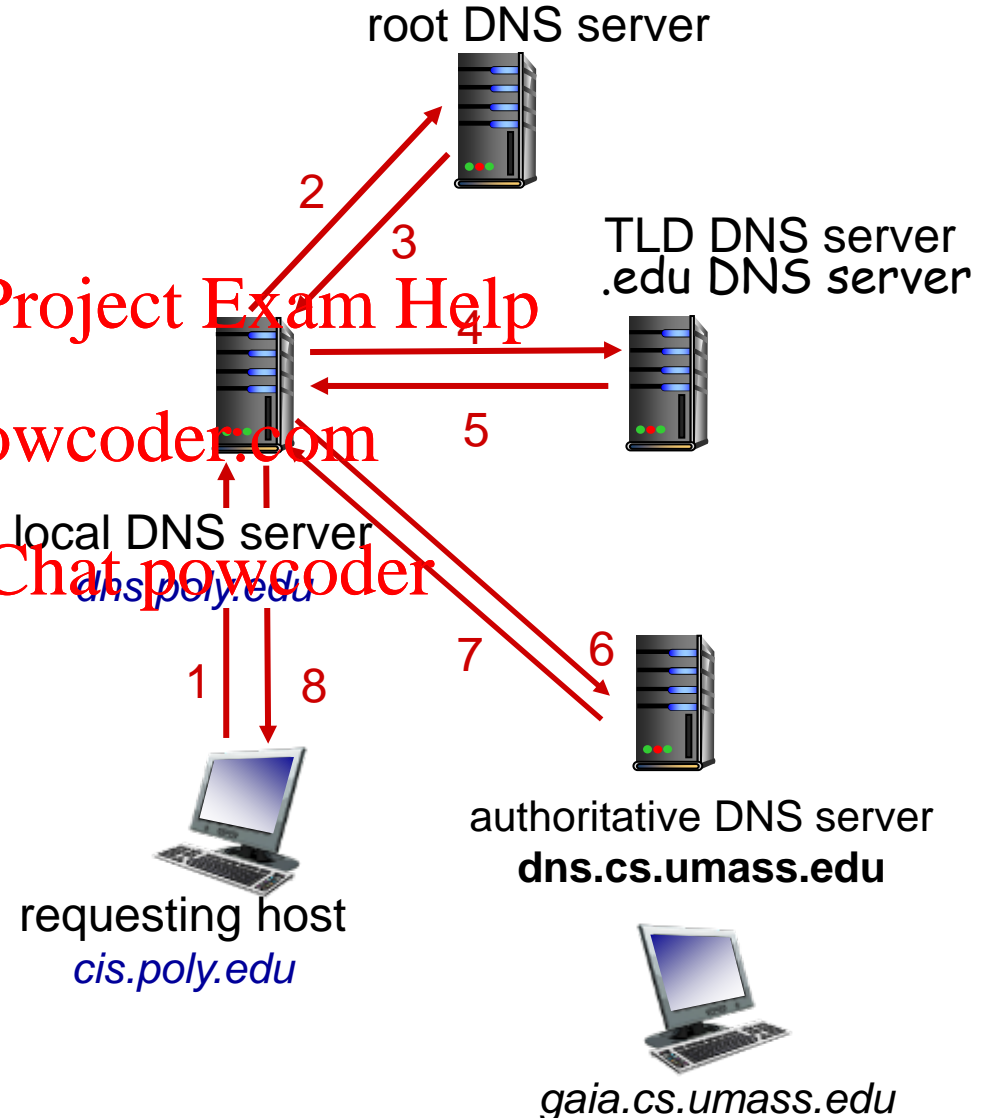 root DNS server
2
3
TLD DNS server
.edu DNS server
Project Exam Help
4
5
powcoder.com
local DNS server
dns.poly.edu
Chat powcoder
7
6
1
8
authoritative DNS server
dns.cs.umass.edu
requesting host
cis.poly.edu
gaia.cs.umass.edu